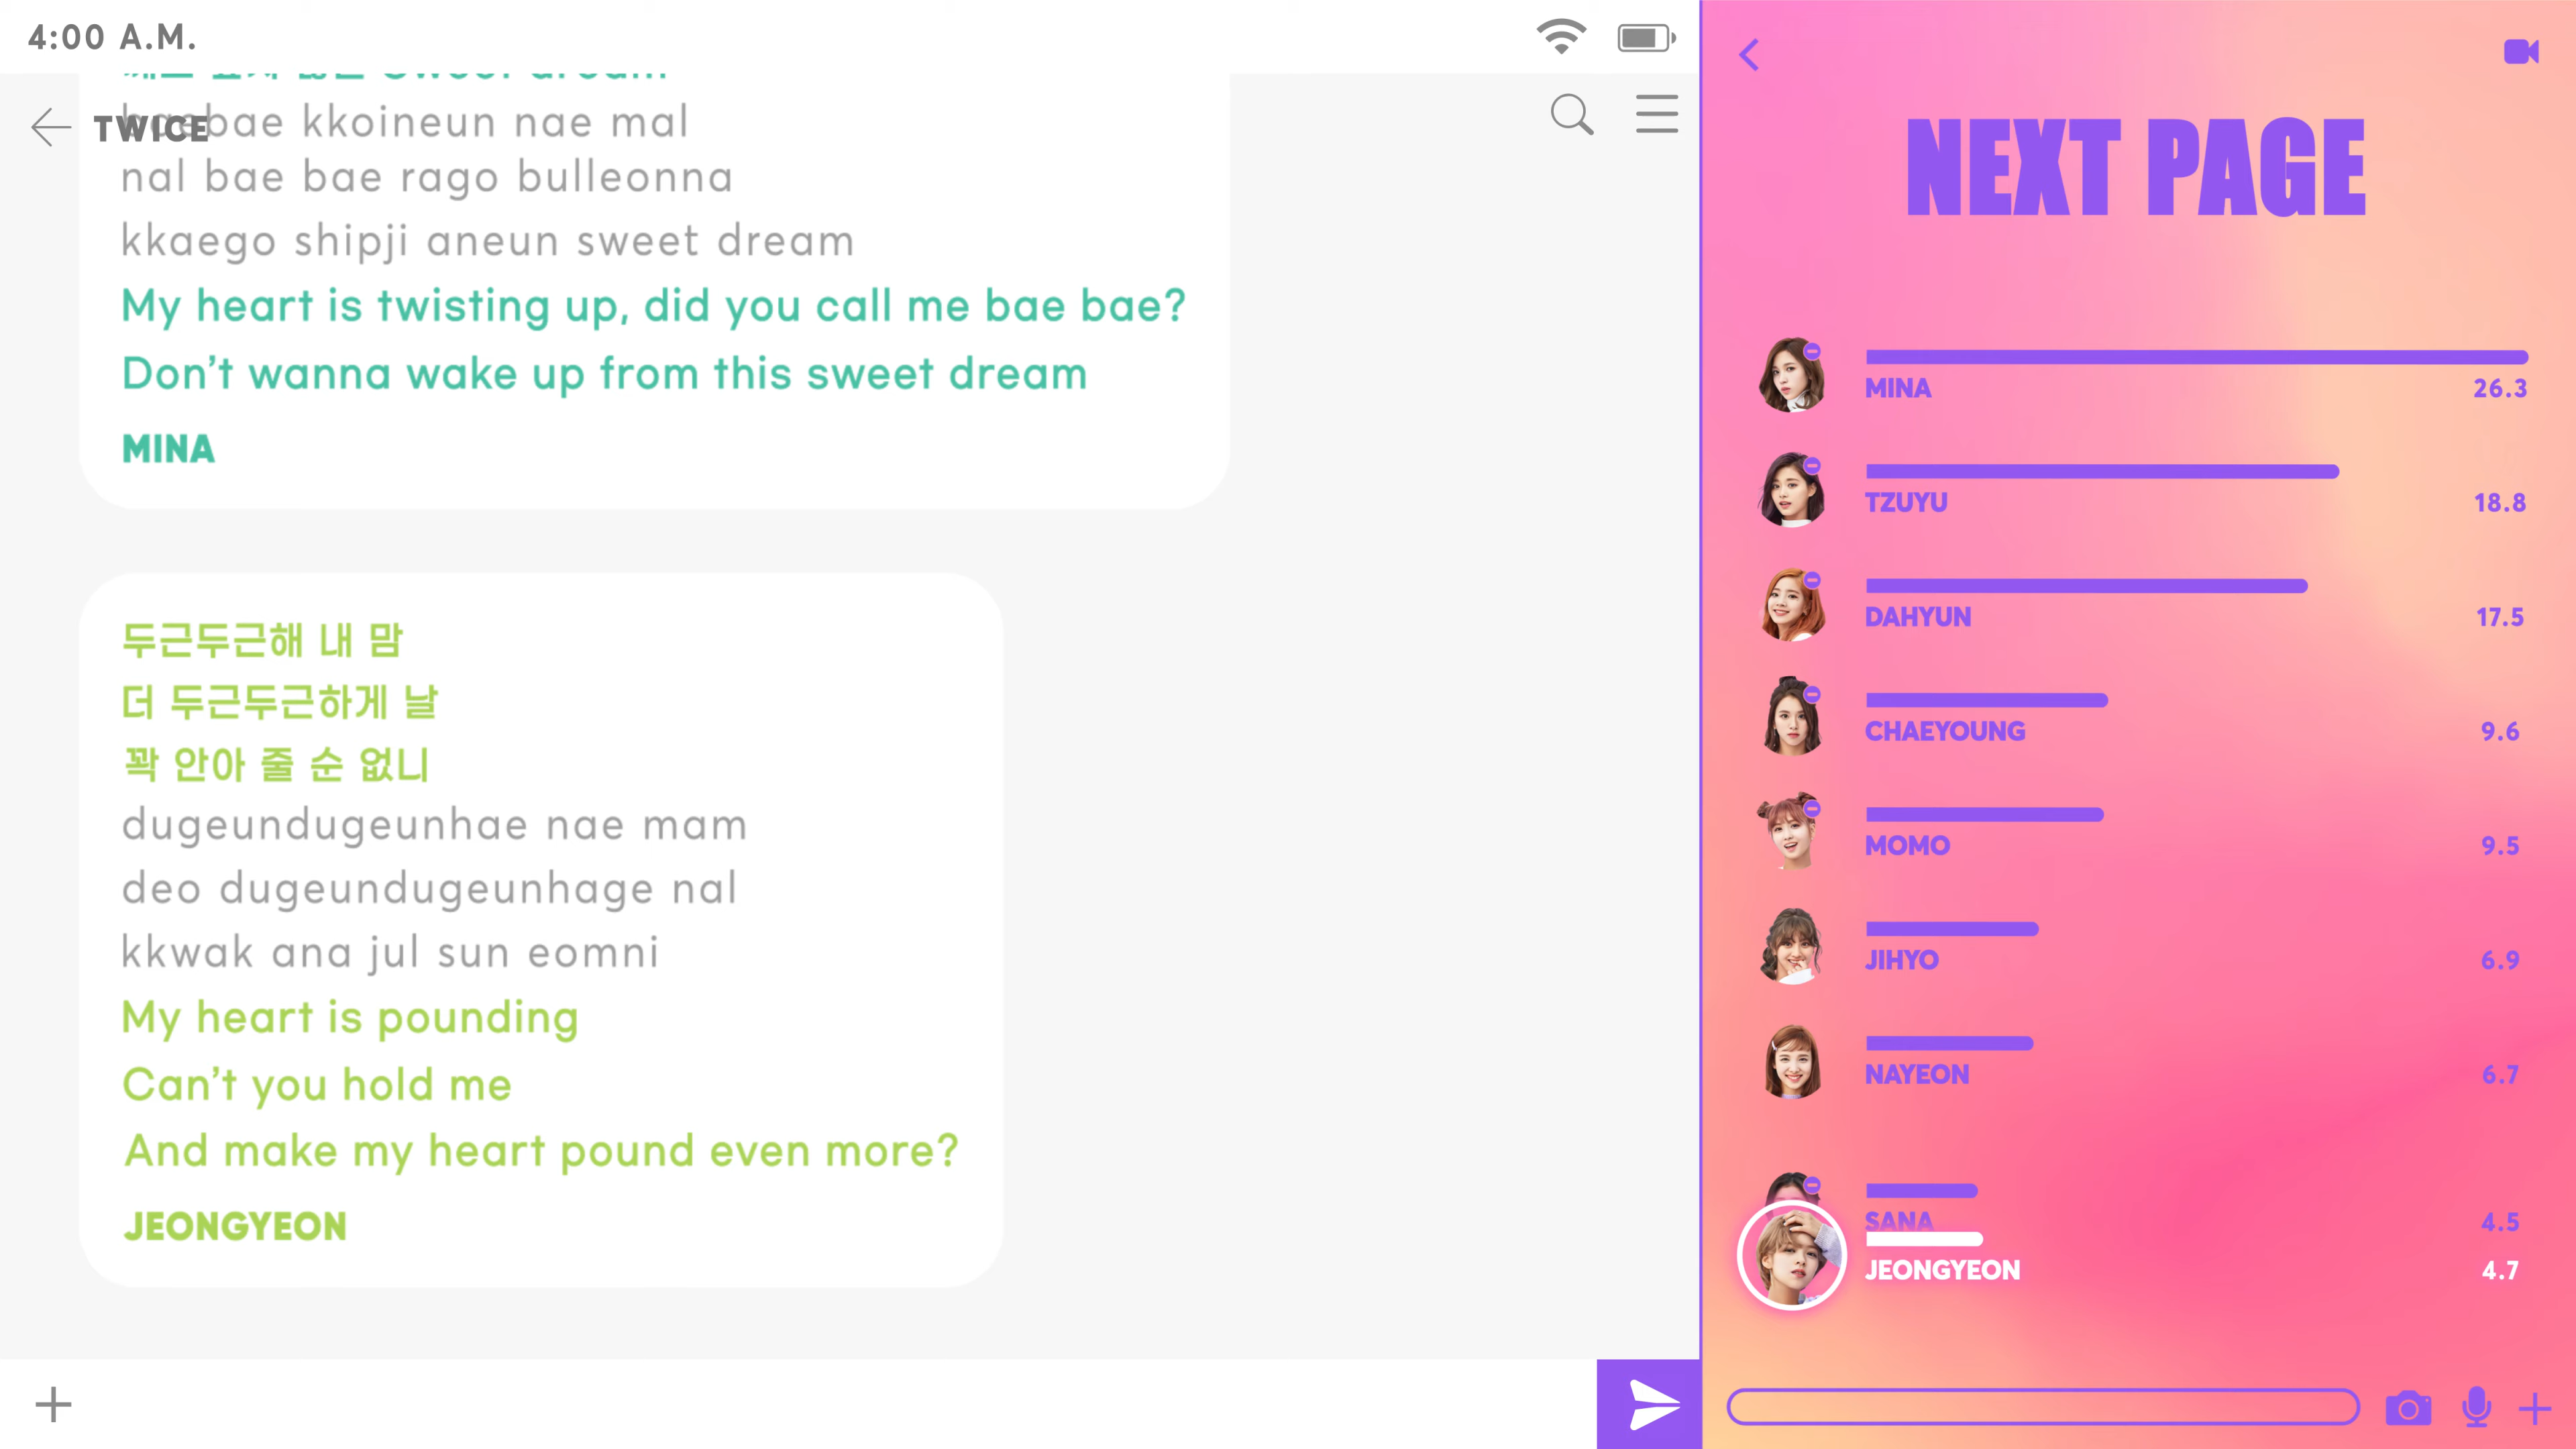 4:00 A.M.
TWICE
baebae kkoineun nae mal
nal bae bae rago bulleonna
kkaego shipji aneun sweet dream
My heart is twisting up, did you call me bae bae?
Don't wanna wake up from this sweet dream
MINA
두근두근해 내 맘
더 두근두근하게 날
꽉 안아 줄 순 없니
dugeundugeunhae nae mam
deo dugeundugeunhage nal
kkwak ana jul sun eomni
My heart is pounding
Can't you hold me
And make my heart pound even more?
JEONGYEON
NEXT PAGE
MINA 26.3
TZUYU 18.8
DAHYUN 17.5
CHAEYOUNG 9.6
MOMO 9.5
JIHYO 6.9
NAYEON 6.7
SANA 4.5
JEONGYEON 4.7